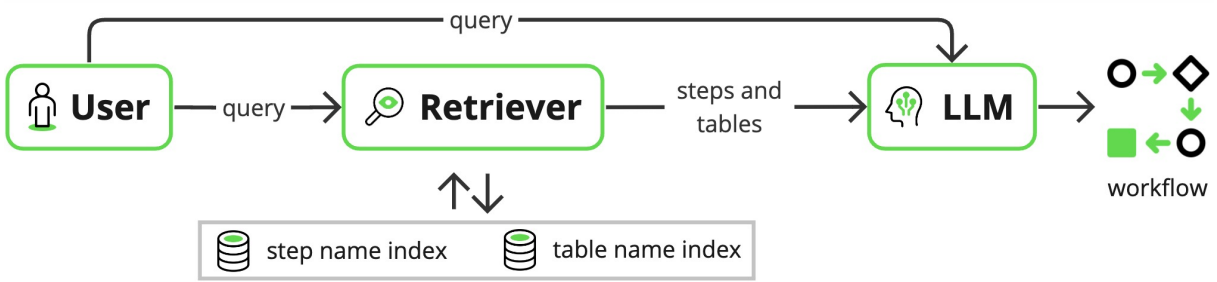 query
User
query
Retriever
steps and
tables
LLM
workflow
step name index
table name index